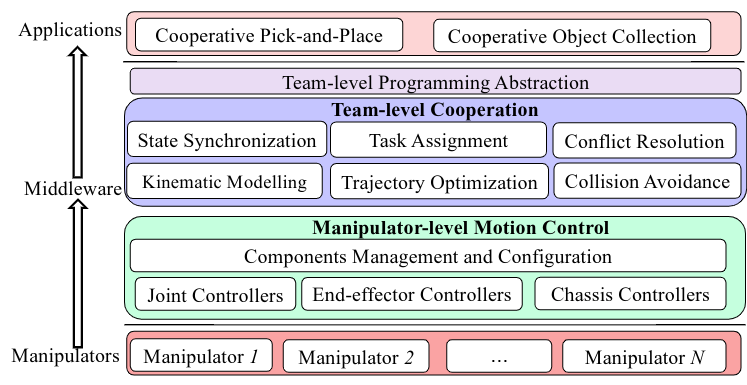 Applications
Cooperative Pick-and-Place
Cooperative Object Collection
Team-level Programming Abstraction
Team-level Cooperation
State Synchronization
Task Assignment
Conflict Resolution
Middleware
Kinematic Modelling
Trajectory Optimization
Collision Avoidance
Manipulator-level Motion Control
Components Management and Configuration
Joint Controllers
End-effector Controllers
Chassis Controllers
Manipulators
Manipulator 1
Manipulator 2
...
Manipulator N